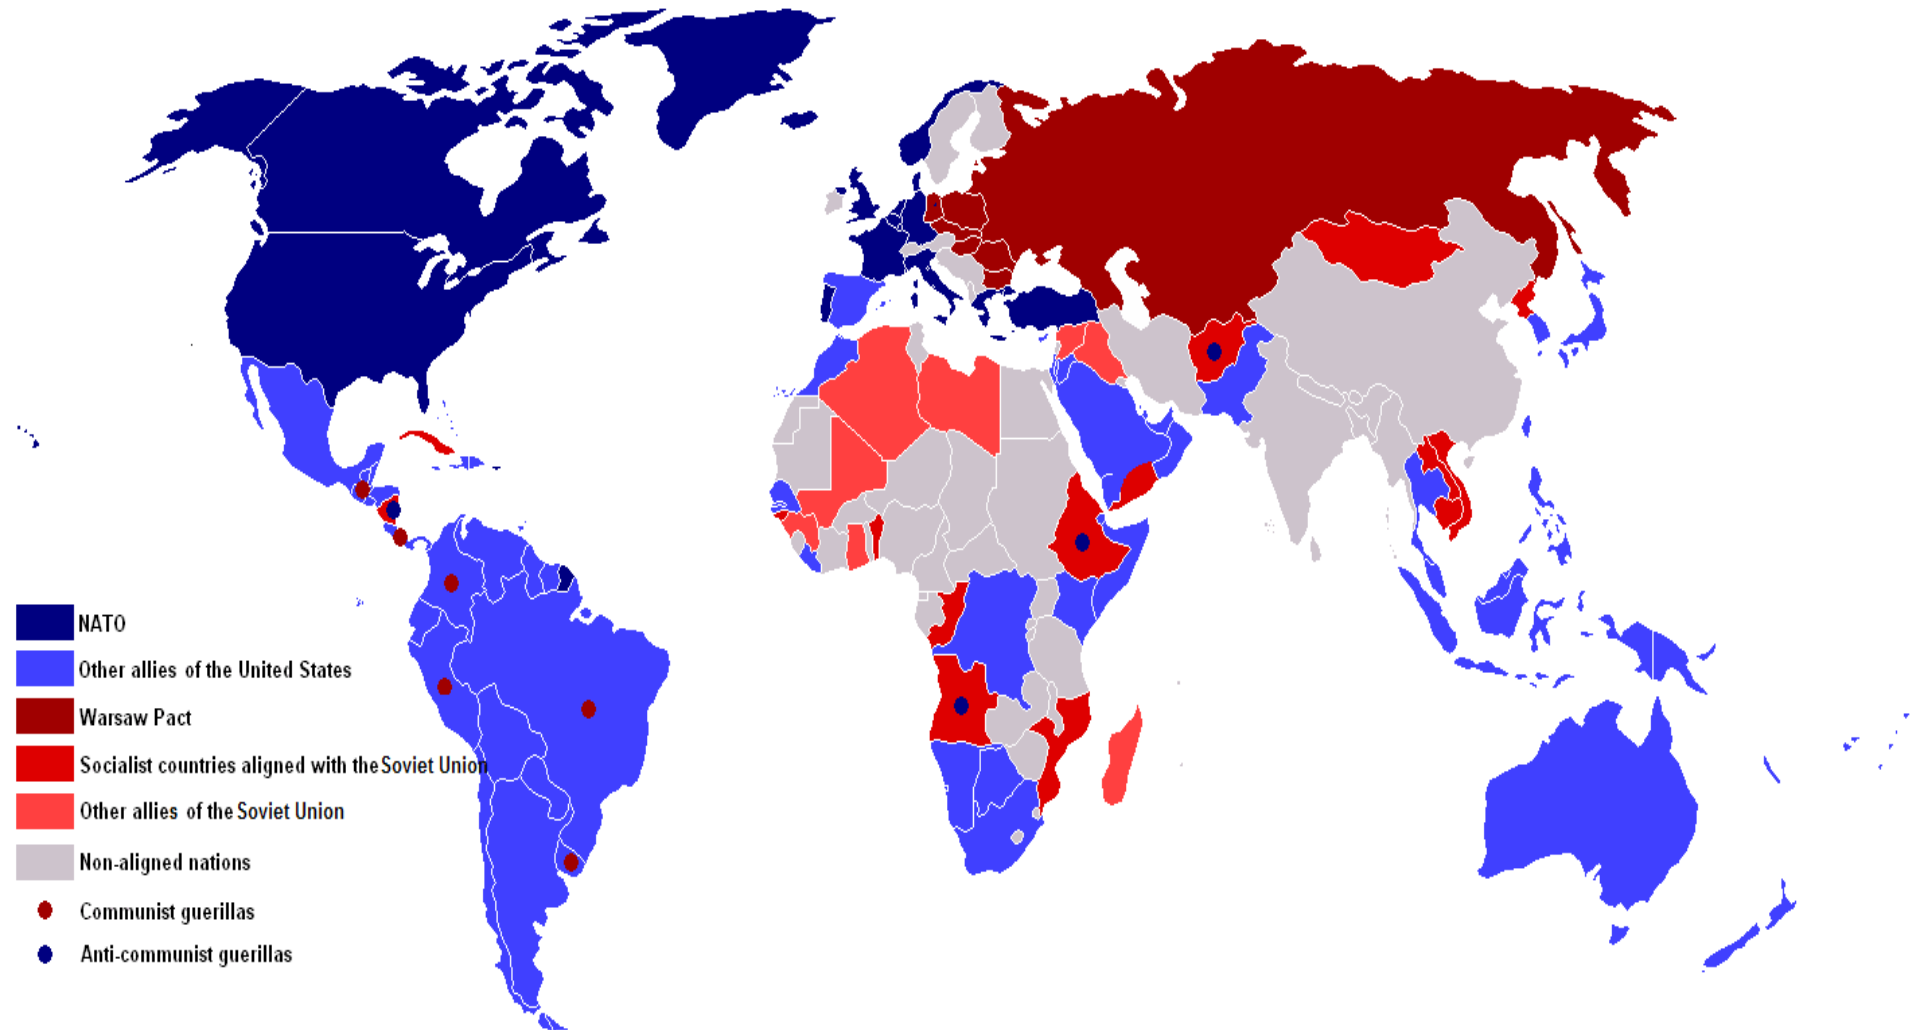 NATO
Other allies of the United States
Warsaw Pact
Socialist countries aligned with the Soviet Union
Other allies of the Soviet Union
Non-aligned nations
Communist guerillas
Anti-communist guerillas